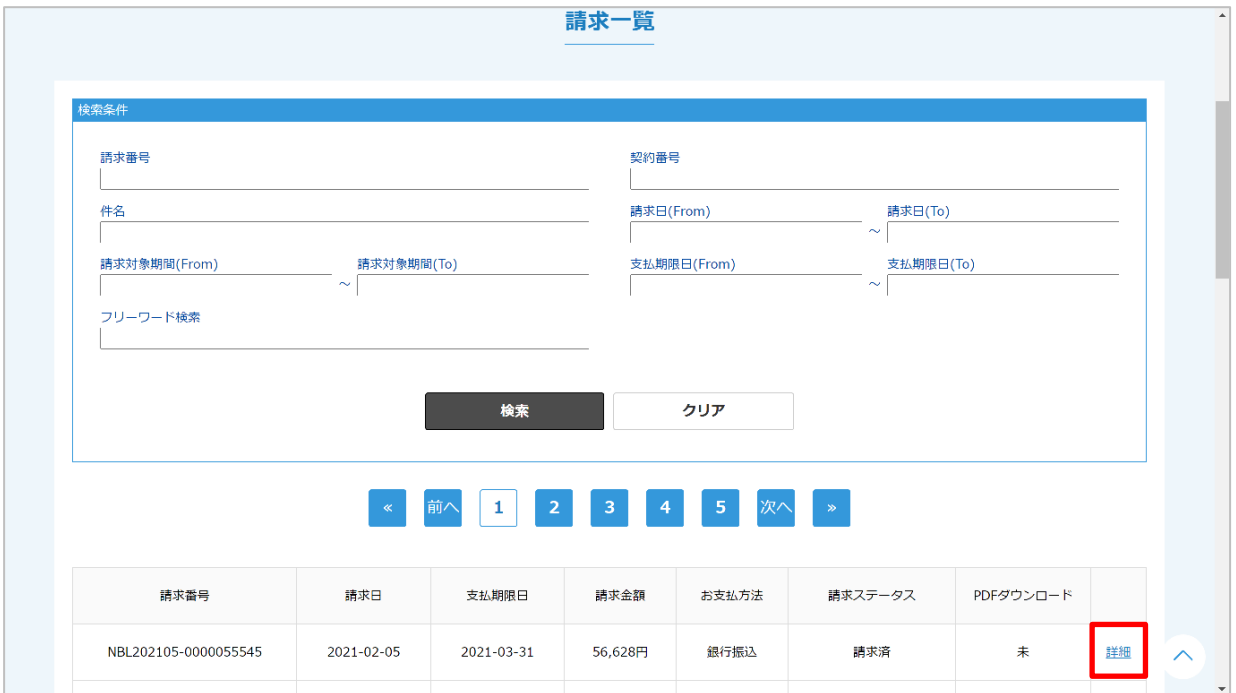 請求一覧
検索条件
請求番号 契約番号
件名 請求日(From) 請求日(To)
～
請求対象期間(From) 請求対象期間(To) 支払期限日(From) 支払期限日(To)
～ ～
フリーワード検索
検索 クリア
« 前へ 1 2 3 4 5 次へ »
請求番号 請求日 支払期限日 請求金額 お支払方法 請求ステータス PDFダウンロード
NBL202105-0000055545 2021-02-05 2021-03-31 56,628円 銀行振込 請求済 未 詳細